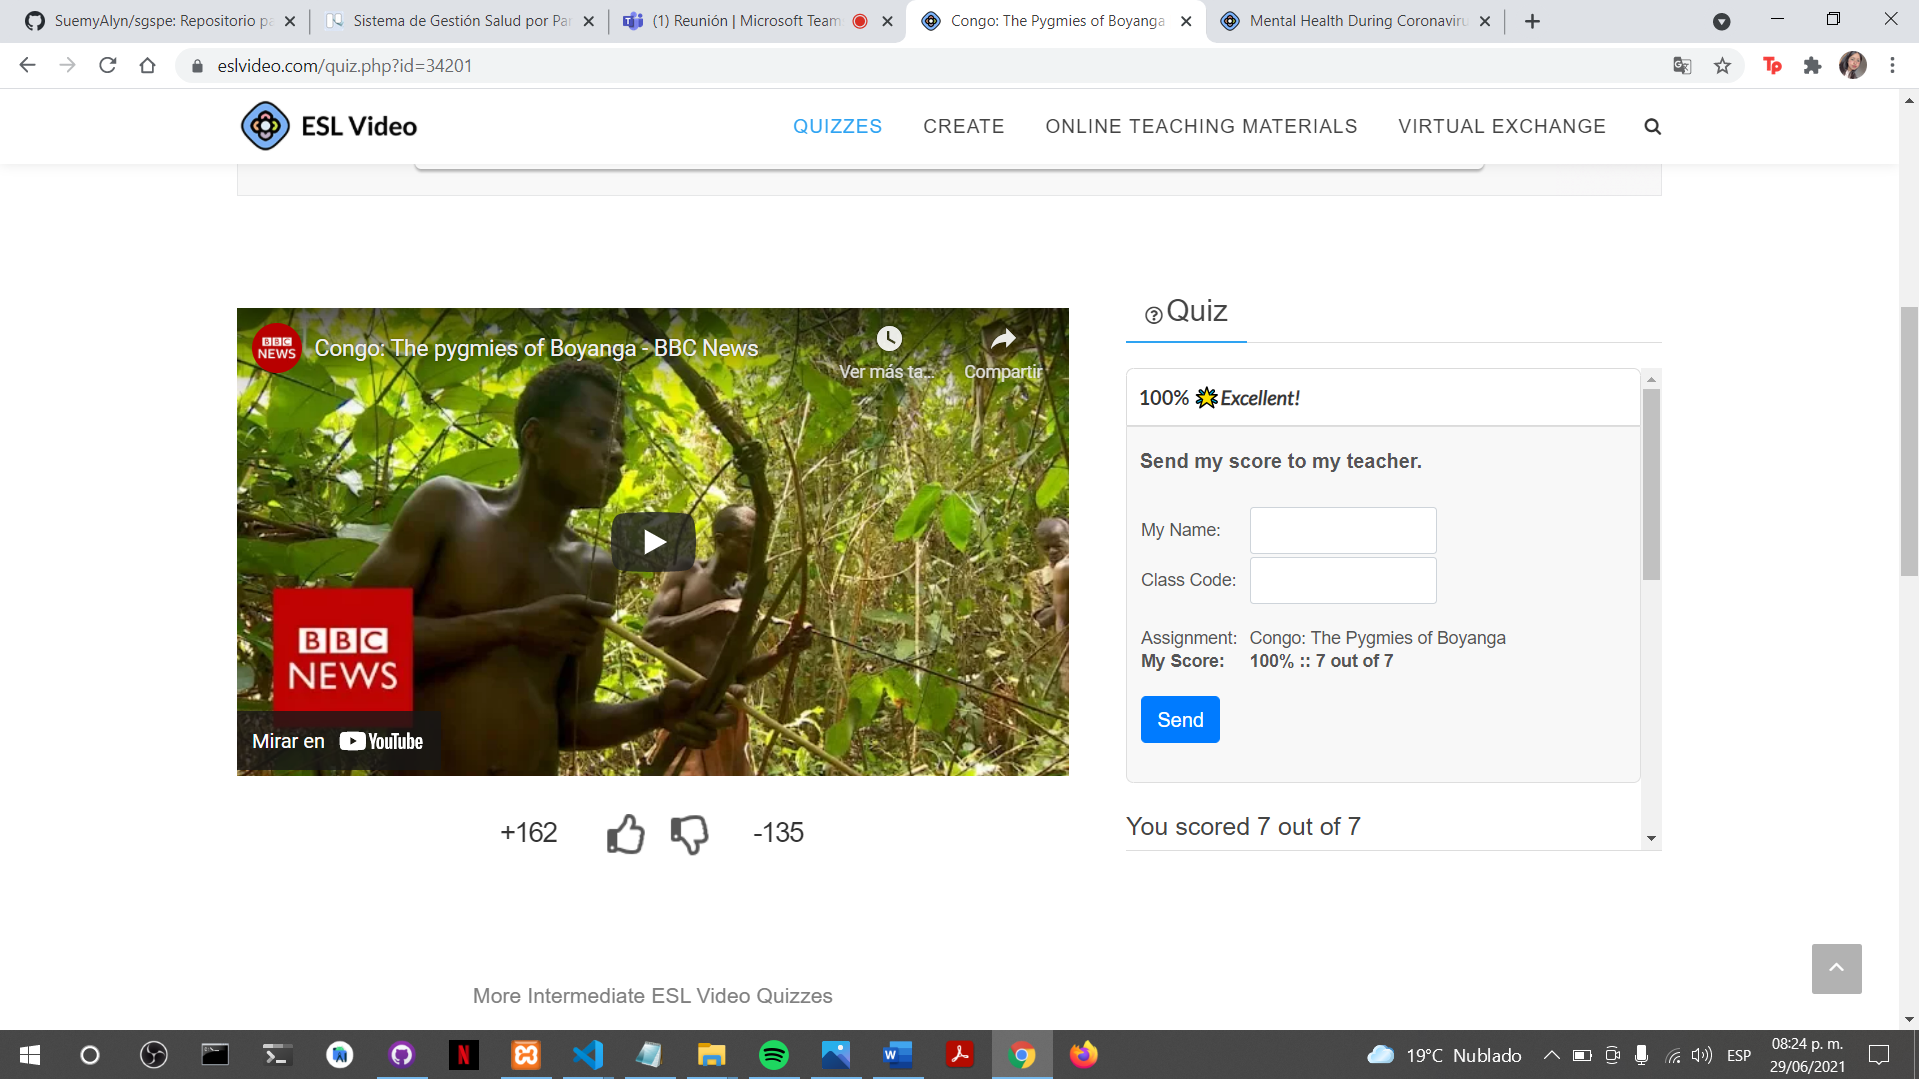 SuemyAlyn/sgspe: Repositorio pa
Sistema de Gestión Salud por Par
(1) Reunión | Microsoft Team
Congo: The Pygmies of Boyanga
Mental Health During Coronaviru
eslvideo.com/quiz.php?id=34201
ESL Video
QUIZZES
CREATE
ONLINE TEACHING MATERIALS
VIRTUAL EXCHANGE
BBC NEWS
Congo: The pygmies of Boyanga - BBC News
Ver más ta...
Compartir
BBC
NEWS
Mirar en YouTube
+162
-135
More Intermediate ESL Video Quizzes
Quiz
100% Excellent!
Send my score to my teacher.
My Name:
Class Code:
Assignment: Congo: The Pygmies of Boyanga
My Score: 100% :: 7 out of 7
Send
You scored 7 out of 7
19°C Nublado
ESP
08:24 p. m.
29/06/2021